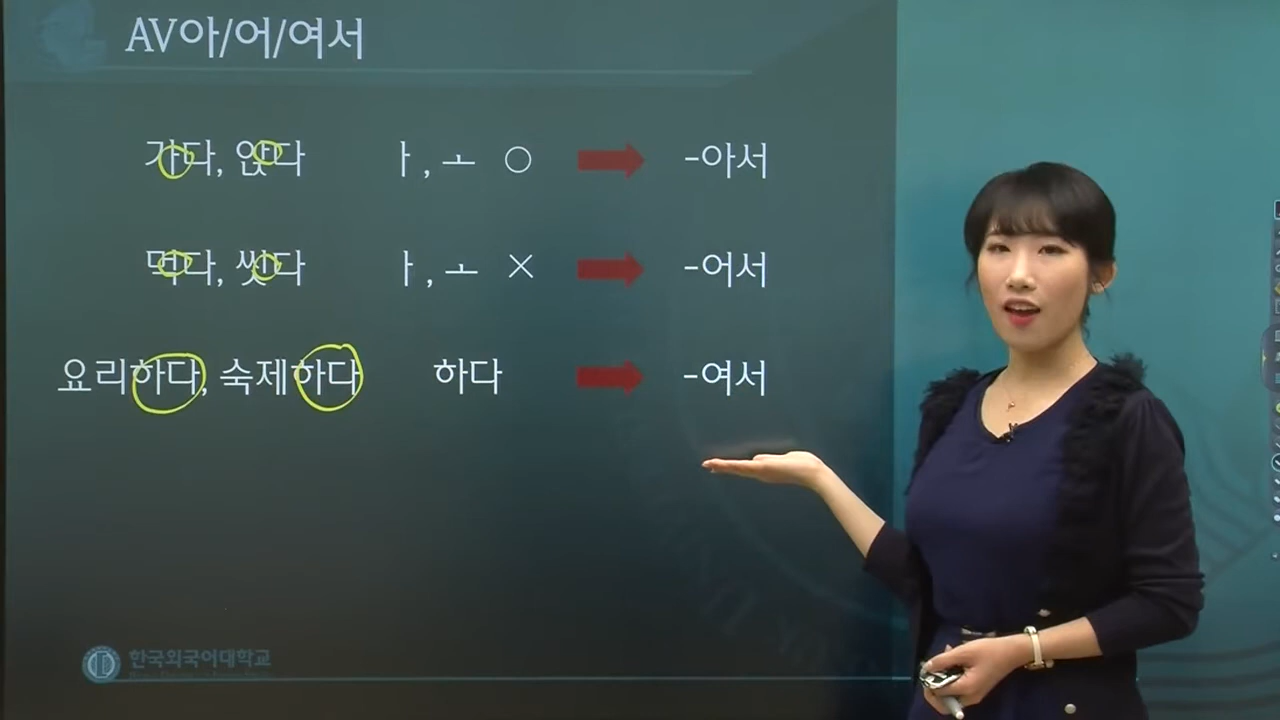 AV아/어/여서
가다, 앉다 ㅏ,ㅗ ○ -아서
먹다, 씻다 ㅏ,ㅗ × -어서
요리하다, 숙제하다 하다 -여서
한국외국어대학교